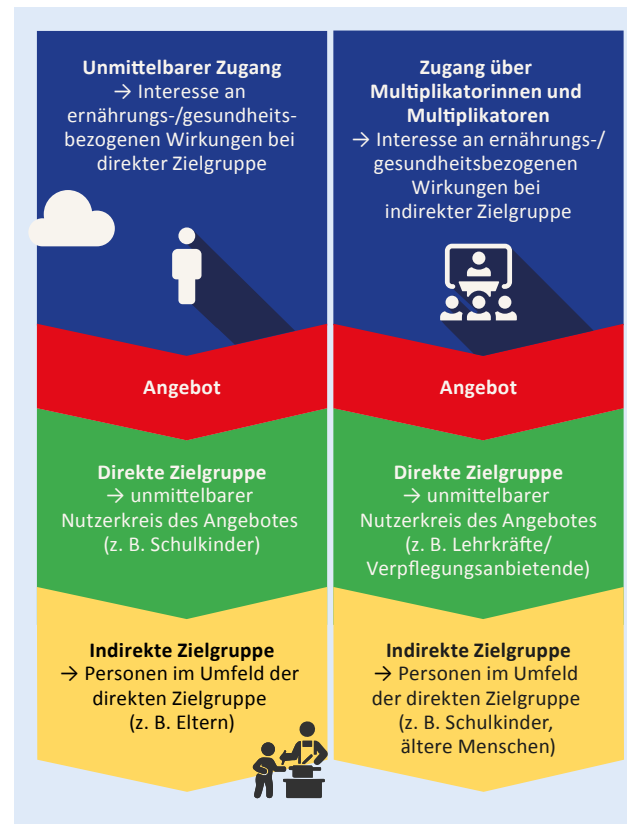 Unmittelbarer Zugang
→ Interesse an
ernährungs-/gesundheits-
bezogenen Wirkungen bei
direkter Zielgruppe
Angebot
Direkte Zielgruppe
→ unmittelbarer
Nutzerkreis des Angebotes
(z. B. Schulkinder)
Indirekte Zielgruppe
→ Personen im Umfeld der
direkten Zielgruppe
(z. B. Eltern)
Zugang über
Multiplikatorinnen und
Multiplikatoren
→ Interesse an ernährungs-/
gesundheitsbezogenen
Wirkungen bei
indirekter Zielgruppe
Angebot
Direkte Zielgruppe
→ unmittelbarer
Nutzerkreis des Angebotes
(z. B. Lehrkräfte/
Verpflegungsanbietende)
Indirekte Zielgruppe
→ Personen im Umfeld
der direkten Zielgruppe
(z. B. Schulkinder,
ältere Menschen)